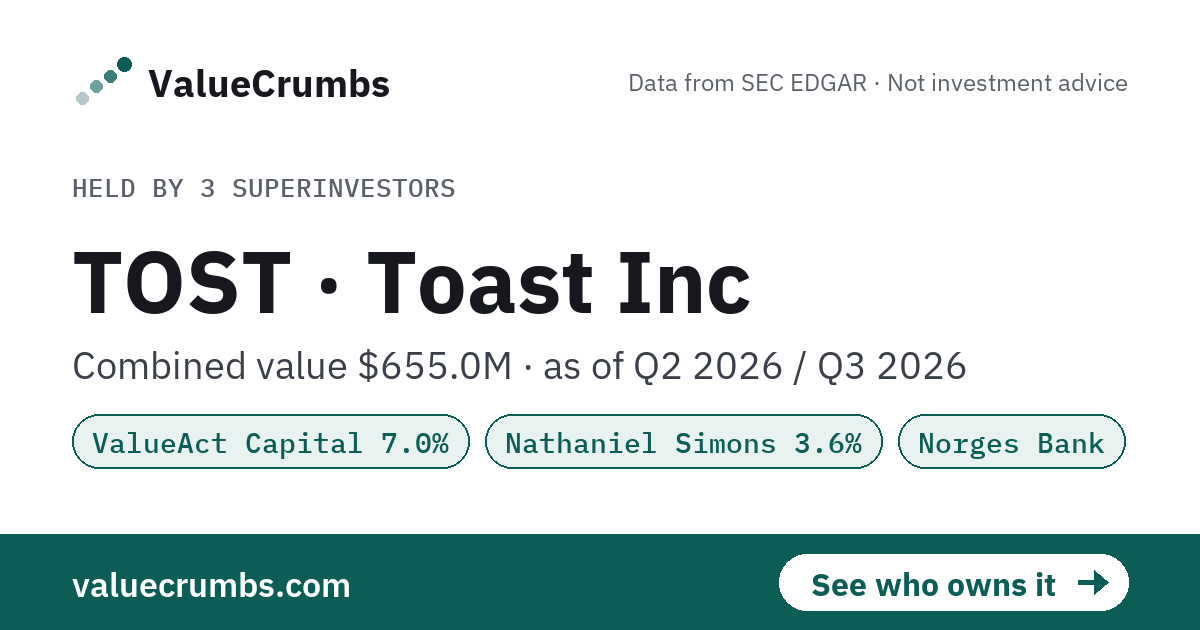 ValueCrumbs
Data from SEC EDGAR · Not investment advice
HELD BY 3 SUPERINVESTORS
TOST · Toast Inc
Combined value $655.0M · as of Q2 2026 / Q3 2026
ValueAct Capital 7.0%
Nathaniel Simons 3.6%
Norges Bank
valuecrumbs.com
See who owns it →